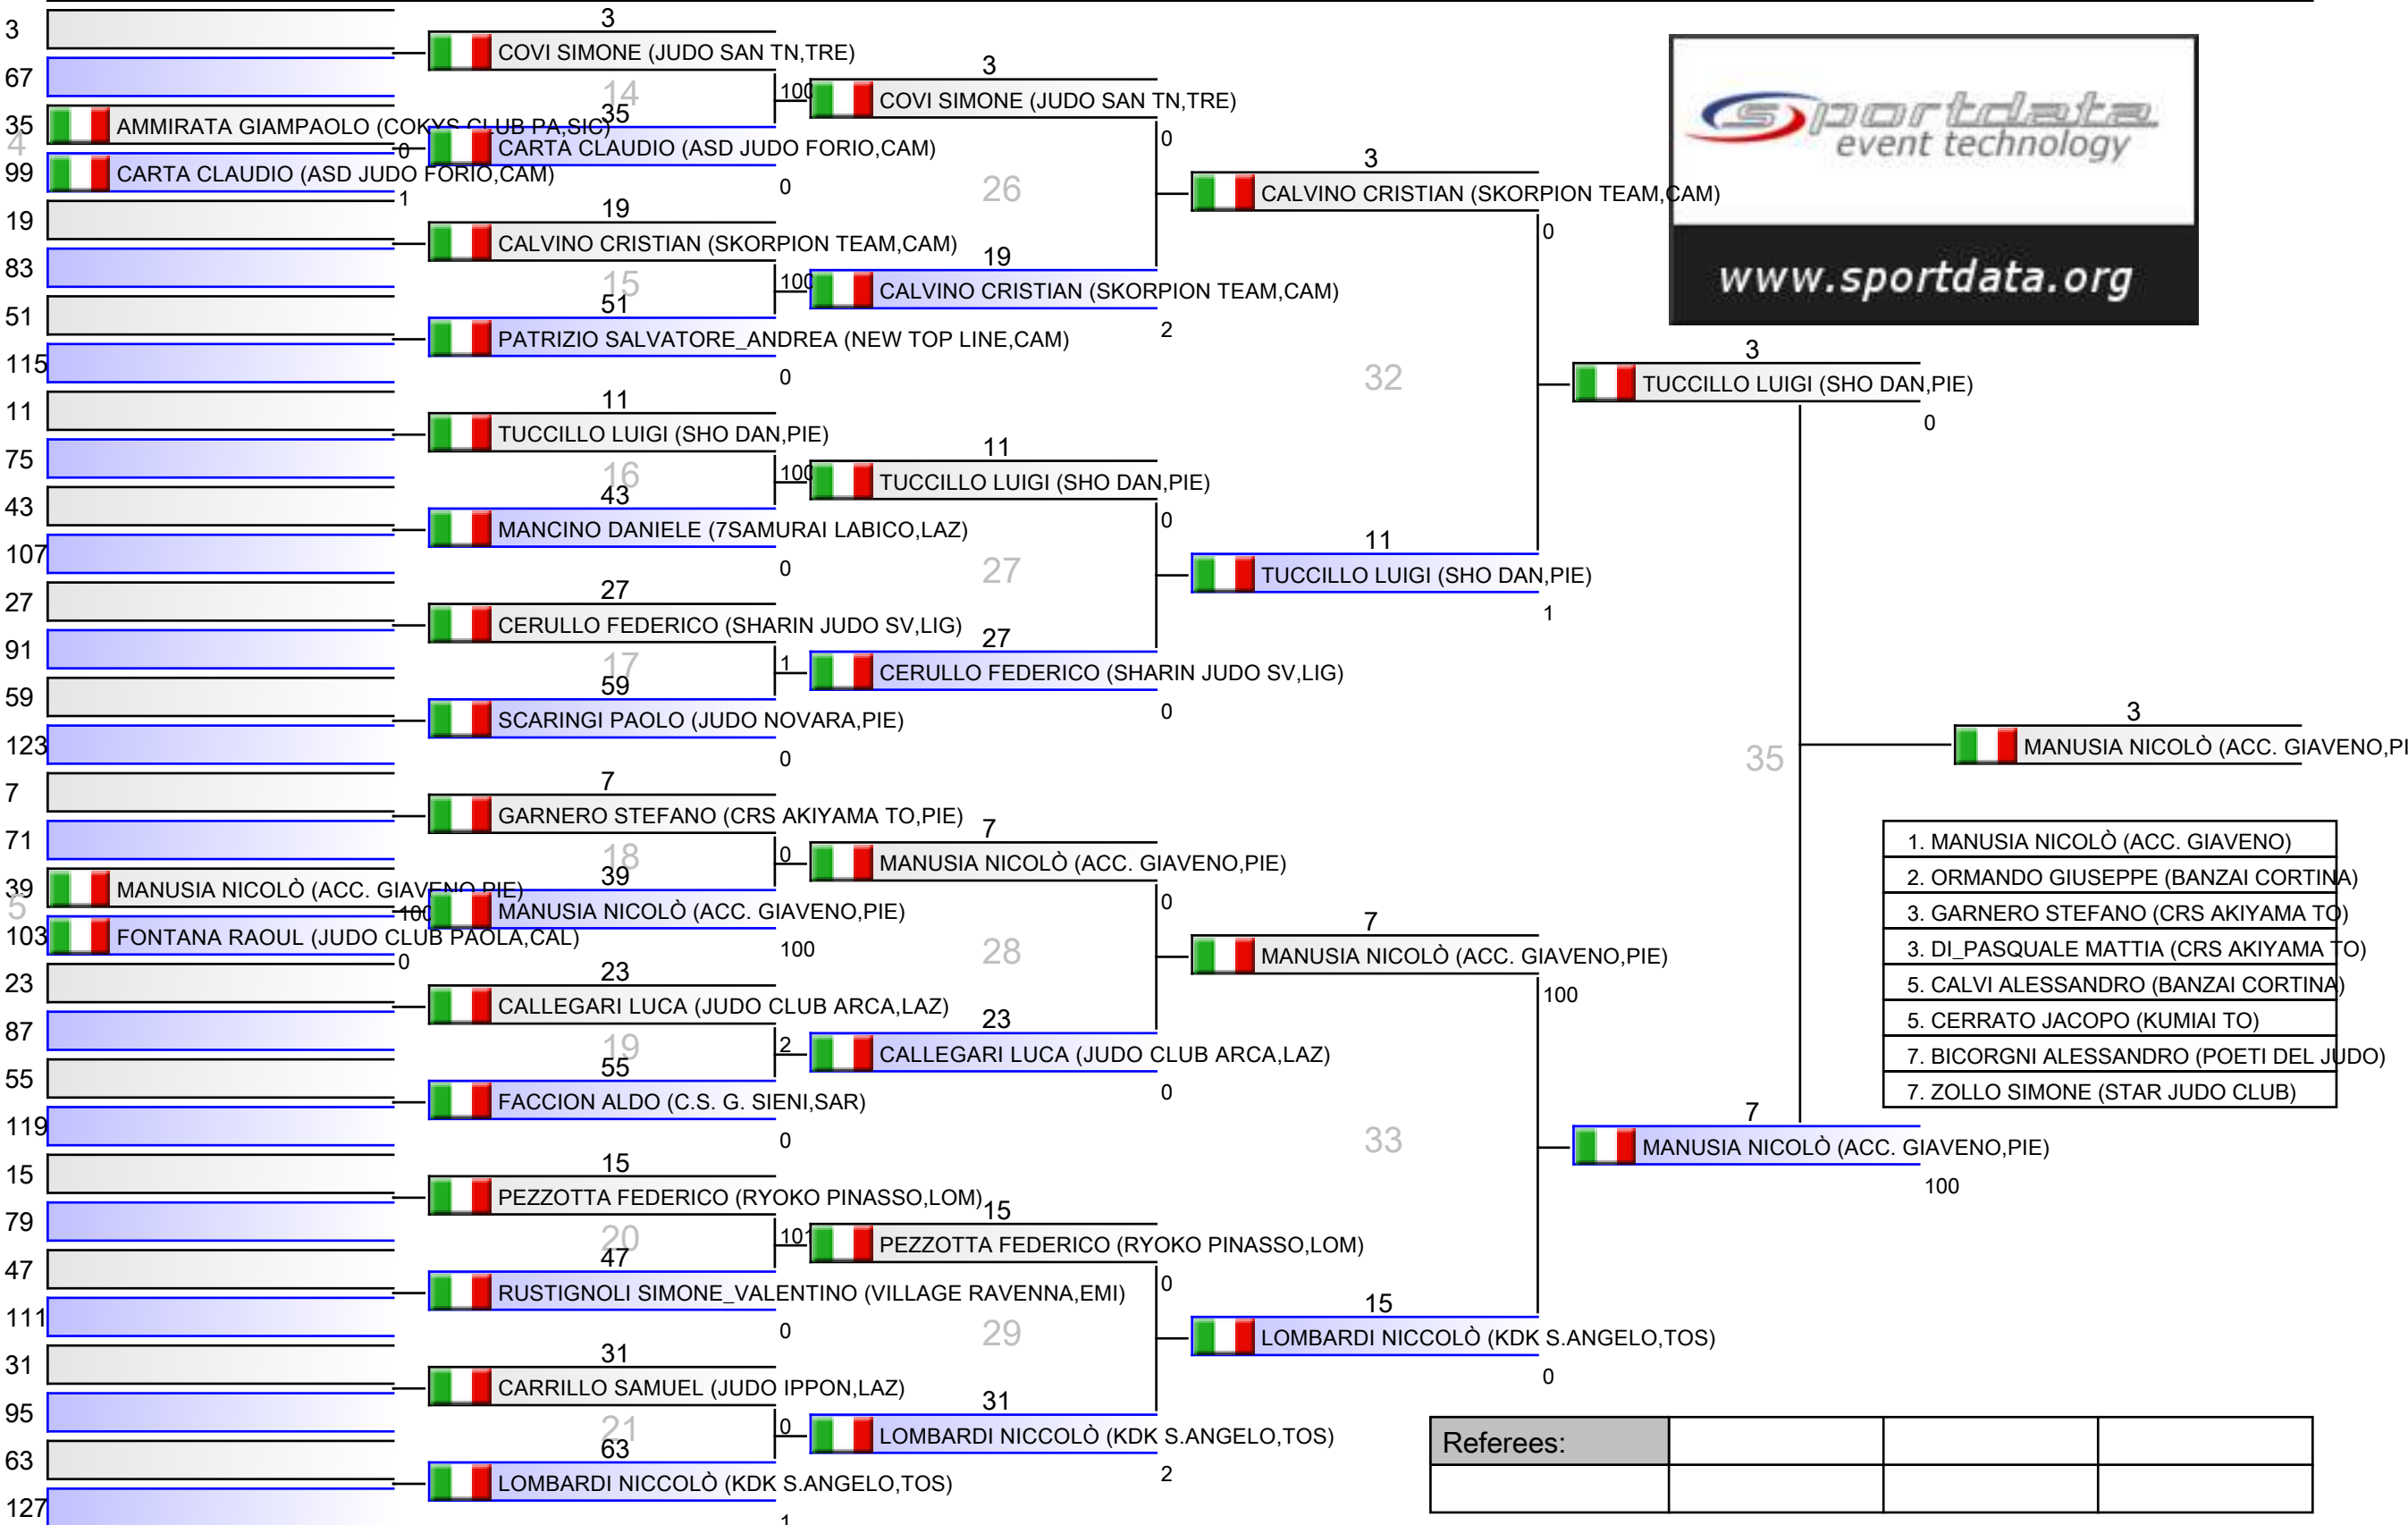 3
67
35
4
99
19
83
51
115
11
75
43
107
27
91
59
123
7
71
39
5
103
23
87
55
119
15
79
47
111
31
95
63
127
AMMIRATA GIAMPAOLO (COKYS CLUB PA,SIC)
0
CARTA CLAUDIO (ASD JUDO FORIO,CAM)
1
MANUSIA NICOLÒ (ACC. GIAVENO,PIE)
100
FONTANA RAOUL (JUDO CLUB PAOLA,CAL)
0
3
COVI SIMONE (JUDO SAN TN,TRE)
14
100
35
CARTA CLAUDIO (ASD JUDO FORIO,CAM)
0
19
CALVINO CRISTIAN (SKORPION TEAM,CAM)
15
100
51
PATRIZIO SALVATORE_ANDREA (NEW TOP LINE,CAM)
0
11
TUCCILLO LUIGI (SHO DAN,PIE)
16
100
43
MANCINO DANIELE (7SAMURAI LABICO,LAZ)
0
27
CERULLO FEDERICO (SHARIN JUDO SV,LIG)
17
1
59
SCARINGI PAOLO (JUDO NOVARA,PIE)
0
7
GARNERO STEFANO (CRS AKIYAMA TO,PIE)
18
0
39
MANUSIA NICOLÒ (ACC. GIAVENO,PIE)
100
23
CALLEGARI LUCA (JUDO CLUB ARCA,LAZ)
19
2
55
FACCION ALDO (C.S. G. SIENI,SAR)
0
15
PEZZOTTA FEDERICO (RYOKO PINASSO,LOM)
20
101
47
RUSTIGNOLI SIMONE_VALENTINO (VILLAGE RAVENNA,EMI)
0
31
CARRILLO SAMUEL (JUDO IPPON,LAZ)
21
0
63
LOMBARDI NICCOLÒ (KDK S.ANGELO,TOS)
1
3
COVI SIMONE (JUDO SAN TN,TRE)
0
26
19
CALVINO CRISTIAN (SKORPION TEAM,CAM)
2
11
TUCCILLO LUIGI (SHO DAN,PIE)
0
27
27
CERULLO FEDERICO (SHARIN JUDO SV,LIG)
0
7
MANUSIA NICOLÒ (ACC. GIAVENO,PIE)
0
28
23
CALLEGARI LUCA (JUDO CLUB ARCA,LAZ)
0
15
PEZZOTTA FEDERICO (RYOKO PINASSO,LOM)
0
29
31
LOMBARDI NICCOLÒ (KDK S.ANGELO,TOS)
2
3
CALVINO CRISTIAN (SKORPION TEAM,CAM)
0
32
11
TUCCILLO LUIGI (SHO DAN,PIE)
1
7
MANUSIA NICOLÒ (ACC. GIAVENO,PIE)
100
33
15
LOMBARDI NICCOLÒ (KDK S.ANGELO,TOS)
0
sportdata
event technology
www.sportdata.org
3
TUCCILLO LUIGI (SHO DAN,PIE)
0
35
7
MANUSIA NICOLÒ (ACC. GIAVENO,PIE)
100
3
MANUSIA NICOLÒ (ACC. GIAVENO,PI
1. MANUSIA NICOLÒ (ACC. GIAVENO)
2. ORMANDO GIUSEPPE (BANZAI CORTINA)
3. GARNERO STEFANO (CRS AKIYAMA TO)
3. DI_PASQUALE MATTIA (CRS AKIYAMA TO)
5. CALVI ALESSANDRO (BANZAI CORTINA)
5. CERRATO JACOPO (KUMIAI TO)
7. BICORGNI ALESSANDRO (POETI DEL JUDO)
7. ZOLLO SIMONE (STAR JUDO CLUB)
Referees: